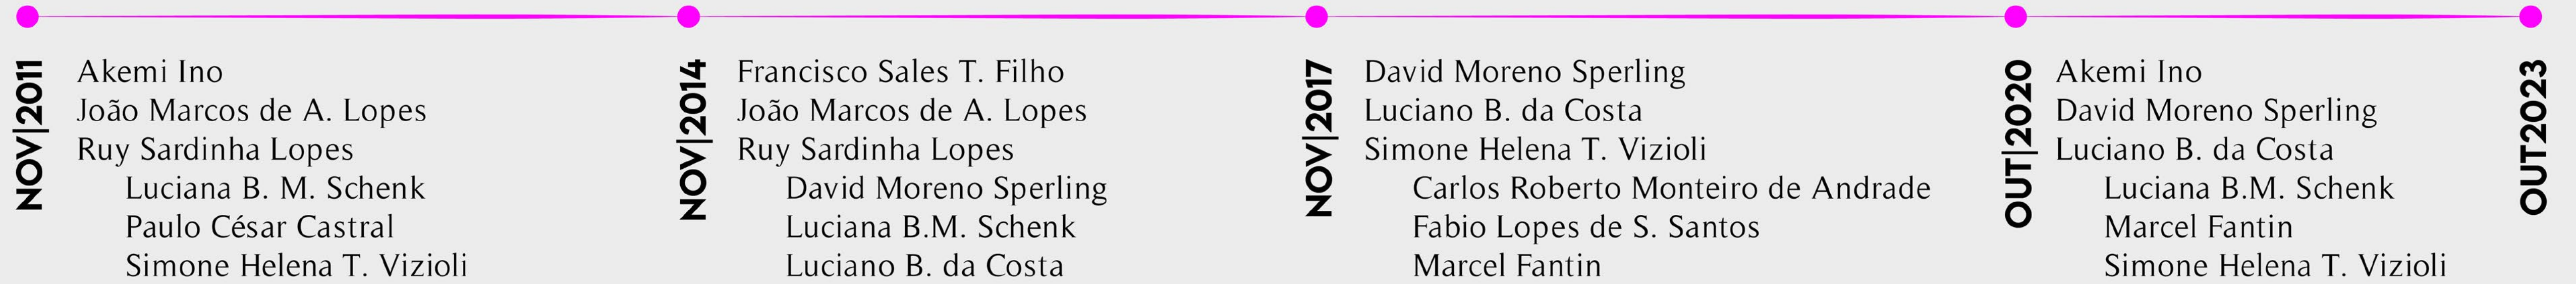 NOV|2011
Akemi Ino
João Marcos de A. Lopes
Ruy Sardinha Lopes
Luciana B. M. Schenk
Paulo César Castral
Simone Helena T. Vizioli
NOV|2014
Francisco Sales T. Filho
João Marcos de A. Lopes
Ruy Sardinha Lopes
David Moreno Sperling
Luciana B.M. Schenk
Luciano B. da Costa
NOV|2017
David Moreno Sperling
Luciano B. da Costa
Simone Helena T. Vizioli
Carlos Roberto Monteiro de Andrade
Fabio Lopes de S. Santos
Marcel Fantin
OUT|2020
Akemi Ino
David Moreno Sperling
Luciano B. da Costa
Luciana B.M. Schenk
Marcel Fantin
Simone Helena T. Vizioli
OUT2023